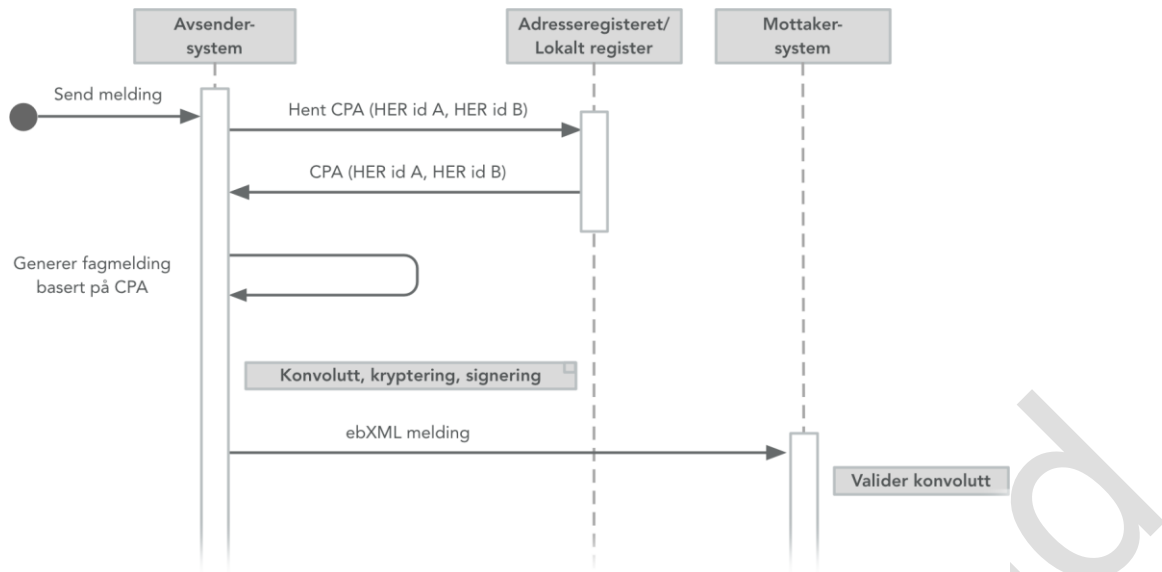 Avsender-
system
Adresseregisteret/
Lokalt register
Mottaker-
system
Send melding
Hent CPA (HER id A, HER id B)
CPA (HER id A, HER id B)
Generer fagmelding
basert på CPA
Konvolutt, kryptering, signering
ebXML melding
Valider konvolutt